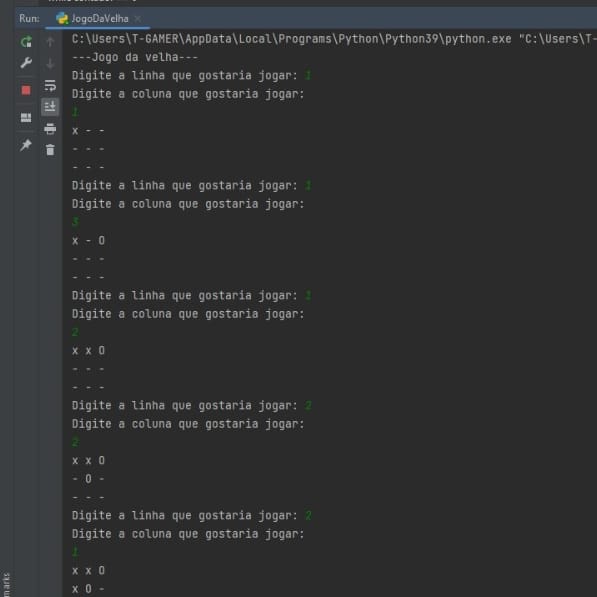 Run: JogoDaVelha
C:\Users\T-GAMER\AppData\Local\Programs\Python\Python39\python.exe "C:\Users\T-
---Jogo da velha---
Digite a linha que gostaria jogar: 1
Digite a coluna que gostaria jogar:
1
x - -
- - -
- - -
Digite a linha que gostaria jogar: 1
Digite a coluna que gostaria jogar:
3
x - O
- - -
- - -
Digite a linha que gostaria jogar: 1
Digite a coluna que gostaria jogar:
2
x x O
- - -
- - -
Digite a linha que gostaria jogar: 2
Digite a coluna que gostaria jogar:
2
x x O
- O -
- - -
Digite a linha que gostaria jogar: 2
Digite a coluna que gostaria jogar:
1
x x O
x O -
marks